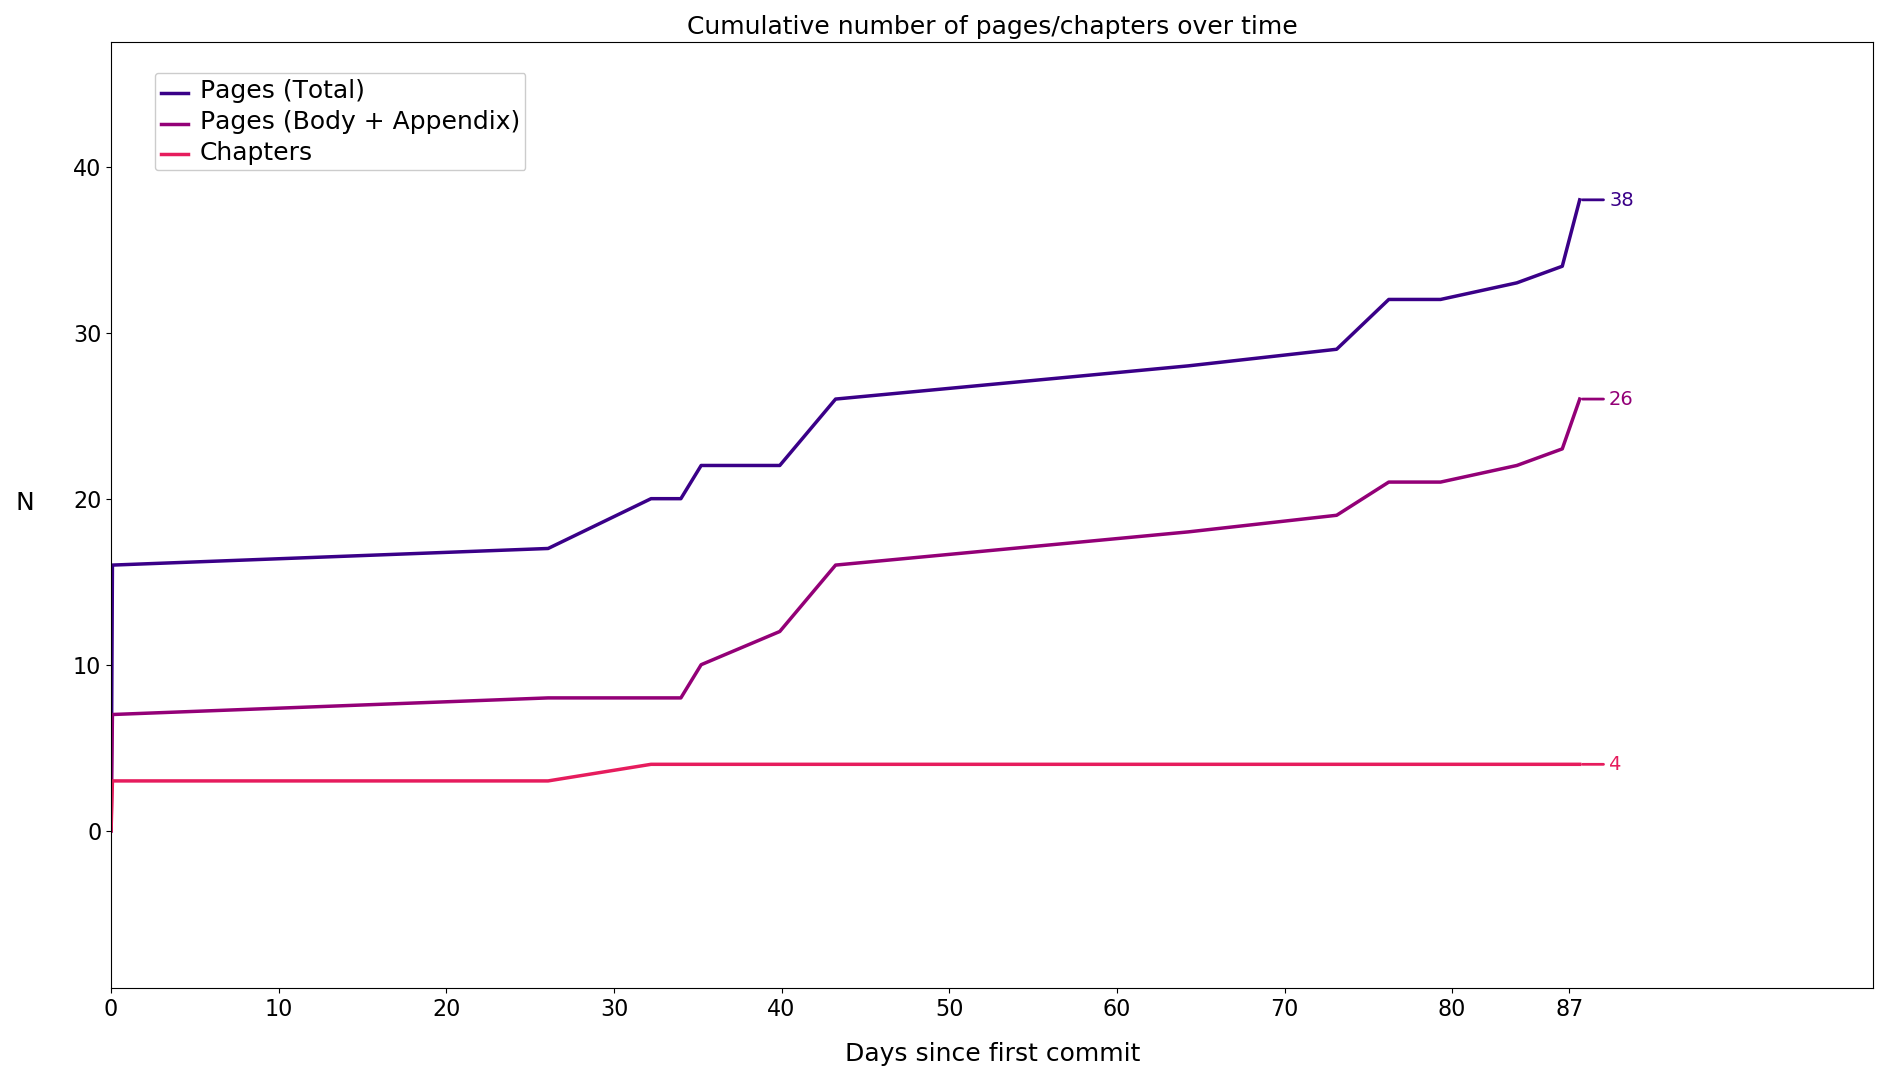 Cumulative number of pages/chapters over time
Pages (Total)
Pages (Body + Appendix)
Chapters
40
30
20
10
0
N
38
26
4
0 10 20 30 40 50 60 70 80 87
Days since first commit